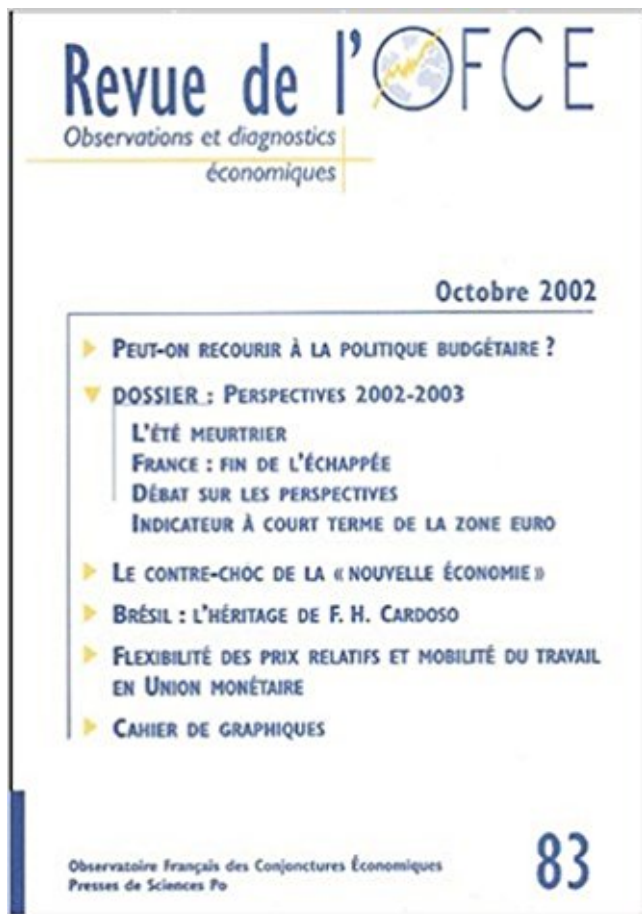 Revue de l'OFCE
Observations et diagnostics
économiques
Octobre 2002
PEUT-ON RECOURIR À LA POLITIQUE BUDGÉTAIRE ?
DOSSIER : PERSPECTIVES 2002-2003
L'ÉTÉ MEURTRIER
FRANCE : FIN DE L'ÉCHAPPÉE
DÉBAT SUR LES PERSPECTIVES
INDICATEUR À COURT TERME DE LA ZONE EURO
LE CONTRE-CHOC DE LA « NOUVELLE ÉCONOMIE »
BRÉSIL : L'HÉRITAGE DE F. H. CARDOSO
FLEXIBILITÉ DES PRIX RELATIFS ET MOBILITÉ DU TRAVAIL
EN UNION MONÉTAIRE
CAHIER DE GRAPHIQUES
Observatoire Français des Conjonctures Économiques
Presses de Sciences Po
83